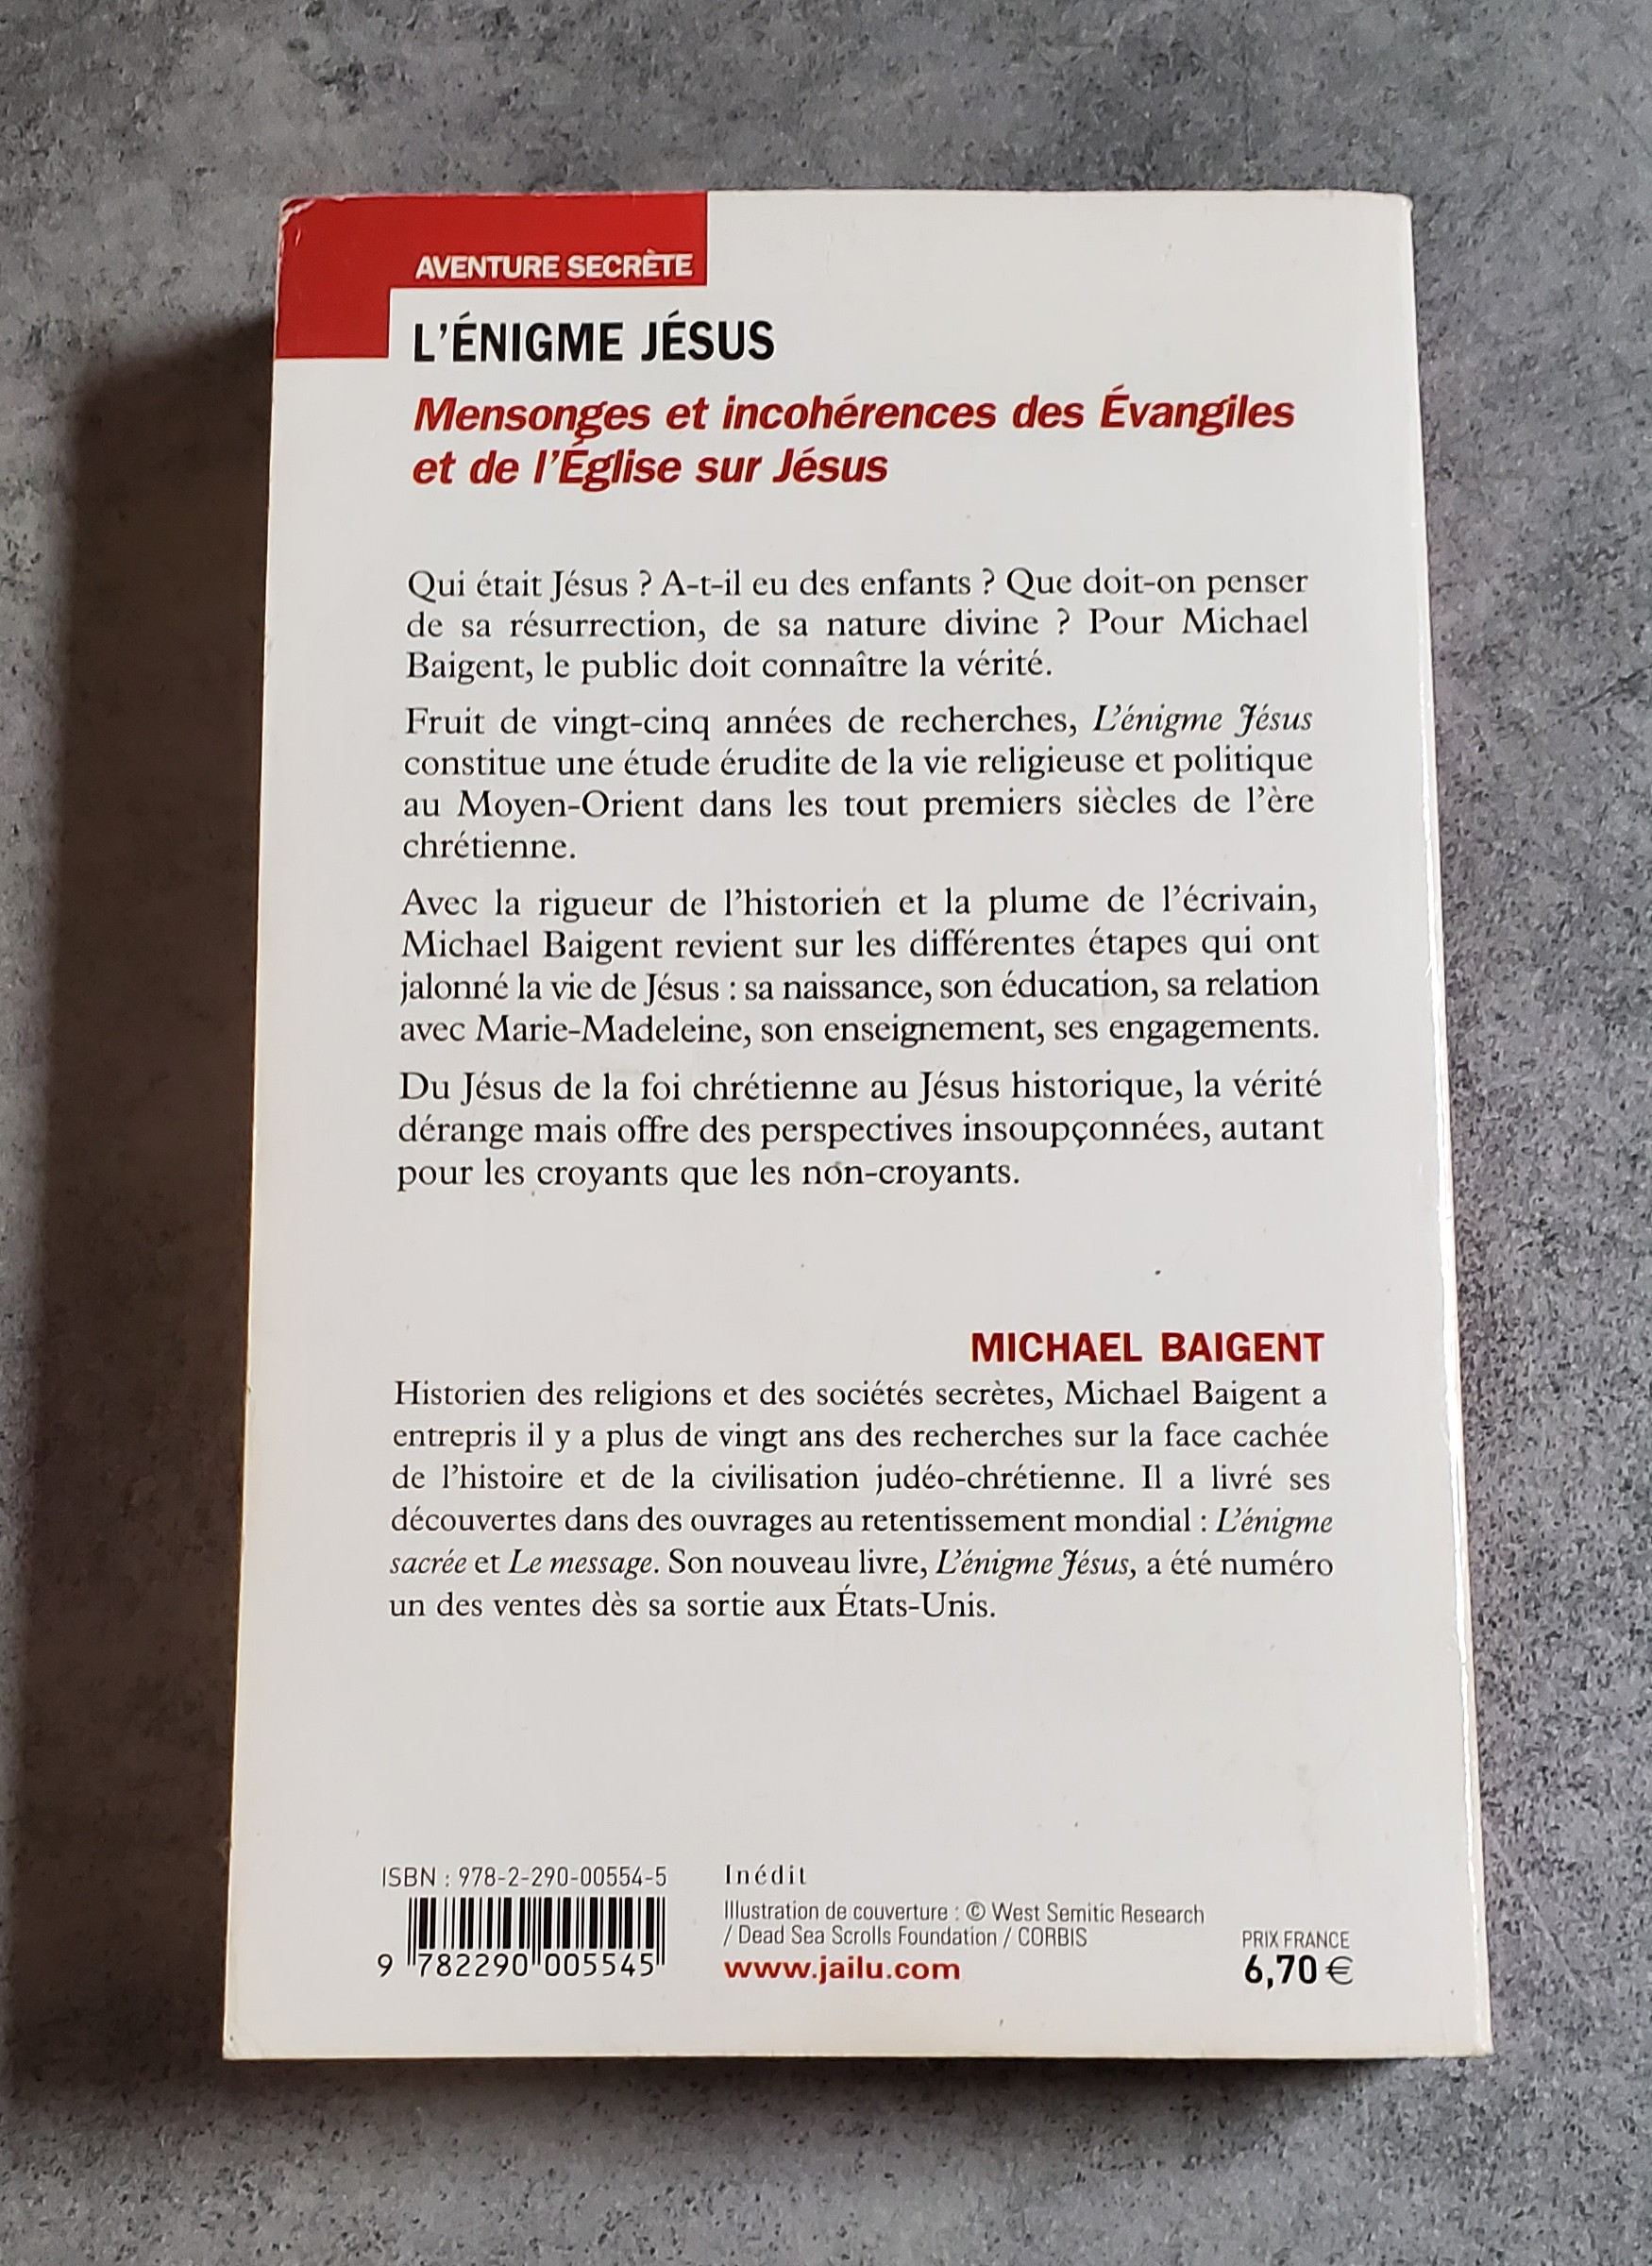 AVENTURE SECRÈTE
L'ÉNIGME JÉSUS
Mensonges et incohérences des Évangiles
et de l'Église sur Jésus
Qui était Jésus ? A-t-il eu des enfants ? Que doit-on penser
de sa résurrection, de sa nature divine ? Pour Michael
Baigent, le public doit connaître la vérité.
Fruit de vingt-cinq années de recherches, L'énigme Jésus
constitue une étude érudite de la vie religieuse et politique
au Moyen-Orient dans les tout premiers siècles de l'ère
chrétienne.
Avec la rigueur de l'historien et la plume de l'écrivain,
Michael Baigent revient sur les différentes étapes qui ont
jalonné la vie de Jésus : sa naissance, son éducation, sa relation
avec Marie-Madeleine, son enseignement, ses engagements.
Du Jésus de la foi chrétienne au Jésus historique, la vérité
dérange mais offre des perspectives insoupçonnées, autant
pour les croyants que les non-croyants.
MICHAEL BAIGENT
Historien des religions et des sociétés secrètes, Michael Baigent a
entrepris il y a plus de vingt ans des recherches sur la face cachée
de l'histoire et de la civilisation judéo-chrétienne. Il a livré ses
découvertes dans des ouvrages au retentissement mondial : L'énigme
sacrée et Le message. Son nouveau livre, L'énigme Jésus, a été numéro
un des ventes dès sa sortie aux États-Unis.
ISBN : 978-2-290-00554-5
9 782290 005545
Inédit
Illustration de couverture : © West Semitic Research
/ Dead Sea Scrolls Foundation / CORBIS
www.jailu.com
PRIX FRANCE
6,70 €